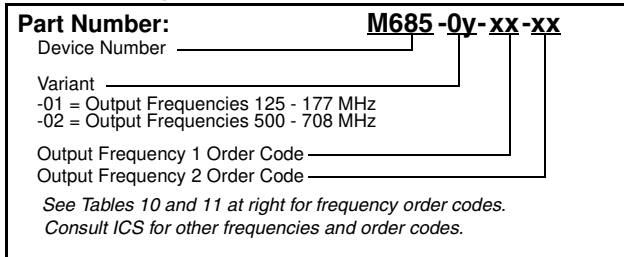 Part Number: M685-0y-xx-xx
Device Number
Variant
-01 = Output Frequencies 125 - 177 MHz
-02 = Output Frequencies 500 - 708 MHz
Output Frequency 1 Order Code
Output Frequency 2 Order Code
See Tables 10 and 11 at right for frequency order codes.
Consult ICS for other frequencies and order codes.